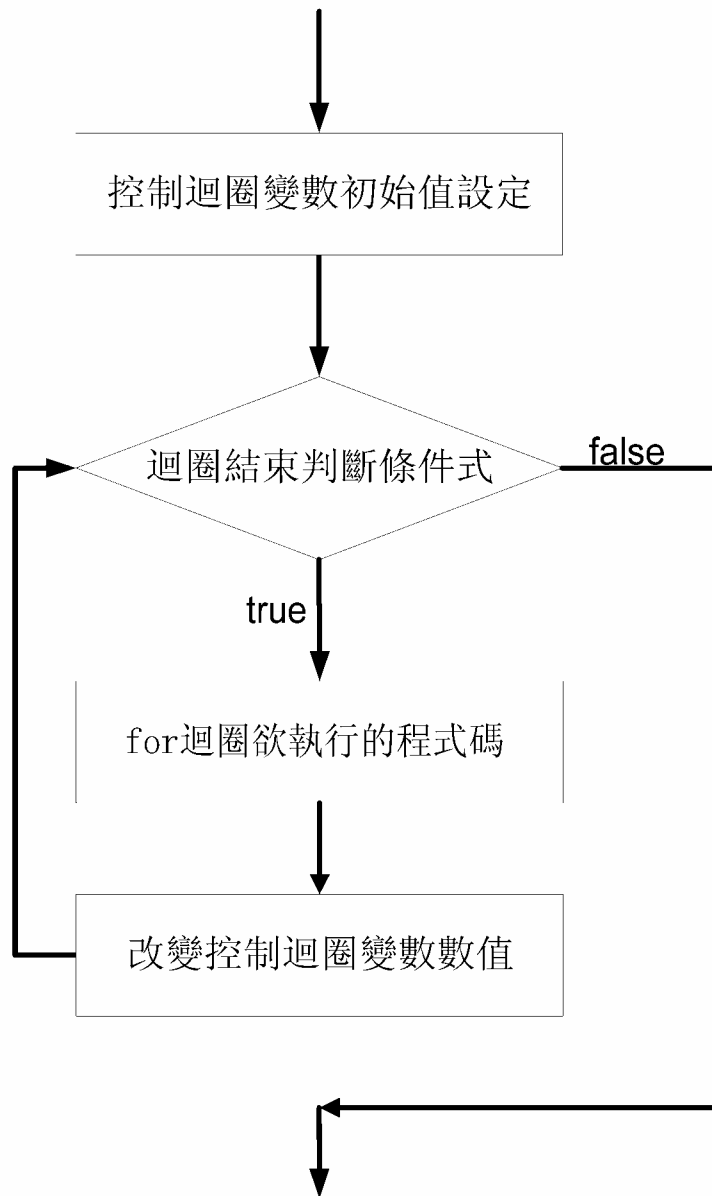 控制迴圈變數初始值設定
迴圈結束判斷條件式
false
true
for迴圈欲執行的程式碼
改變控制迴圈變數數值